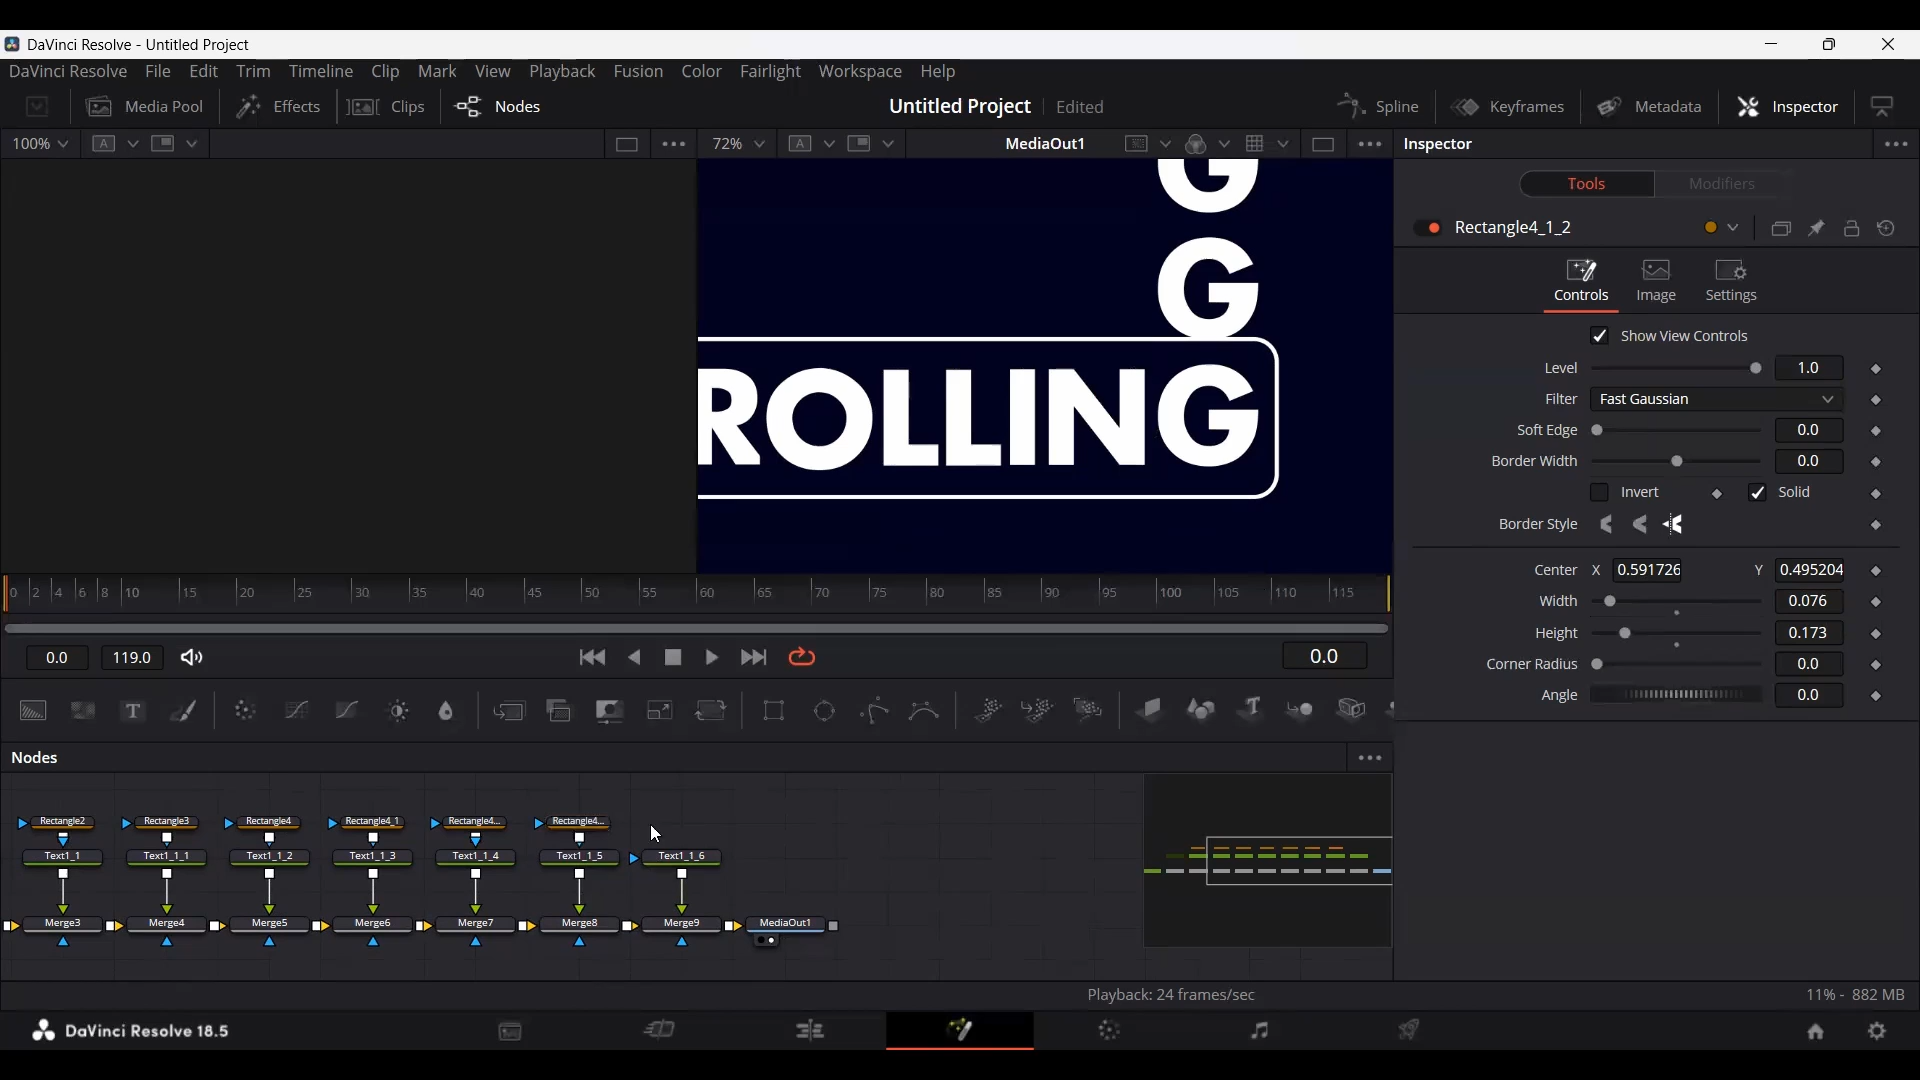 DaVinci Resolve - Untitled Project
DaVinci Resolve File Edit Trim Timeline Clip Mark View Playback Fusion Color Fairlight Workspace Help
Media Pool Effects Clips Nodes Untitled Project Edited Spline Keyframes Metadata Inspector
100% A 72% A MediaOut1 Inspector
Tools Modifiers
Rectangle4_1_2
Controls Image Settings
Show View Controls
Level 1.0
Filter Fast Gaussian
Soft Edge 0.0
Border Width 0.0
Invert Solid
Border Style
Center X 0.591726 Y 0.495204
Width 0.076
Height 0.173
Corner Radius 0.0
Angle 0.0
G
G
ROLLING
0 2 4 6 8 10 15 20 25 30 35 40 45 50 55 60 65 70 75 80 85 90 95 100 105 110 115
0.0 119.0 0.0
T T
Nodes
Rectangle2 Rectangle3 Rectangle4 Rectangle4_1 Rectangle4... Rectangle4...
Text1_1 Text1_1_1 Text1_1_2 Text1_1_3 Text1_1_4 Text1_1_5 Text1_1_6
Merge3 Merge4 Merge5 Merge6 Merge7 Merge8 Merge9 MediaOut1
Playback: 24 frames/sec 11% - 882 MB
DaVinci Resolve 18.5